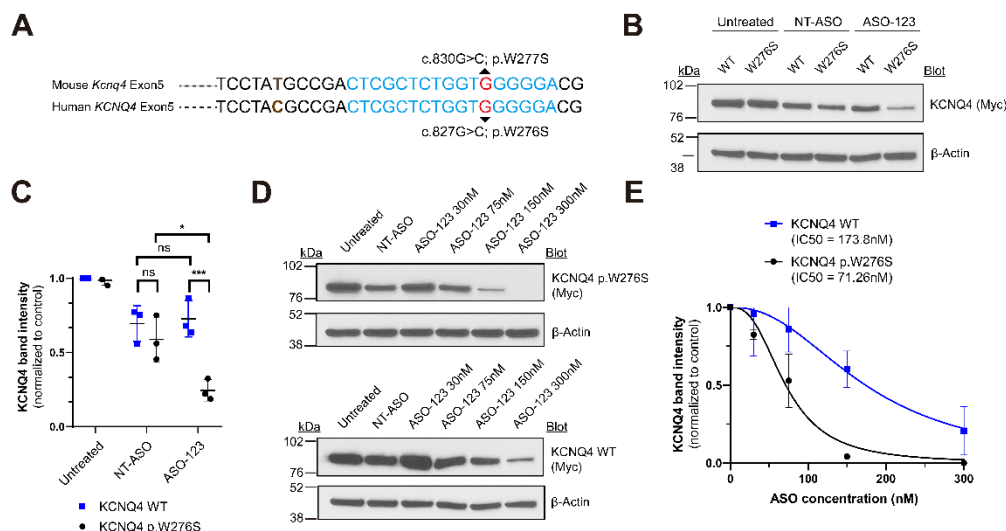 A
c.830G>C; p.W277S
Mouse Kcnq4 Exon5 TCCTATGCCGACTCGCTCTGGTGGGGGACG
Human KCNQ4 Exon5 TCCTACGCCGACTCGCTCTGGTGGGGGACG
c.827G>C; p.W276S
B
Untreated NT-ASO ASO-123
WT W276S WT W276S WT W276S
kDa Blot
102
76
KCNQ4 (Myc)
52
38
β-Actin
C
KCNQ4 band intensity
(normalized to control)
1.0
0.5
0.0
ns
ns
*
***
Untreated
NT-ASO
ASO-123
KCNQ4 WT
KCNQ4 p.W276S
D
Untreated NT-ASO ASO-123 30nM ASO-123 75nM ASO-123 150nM ASO-123 300nM
kDa Blot
102
76
KCNQ4 p.W276S
(Myc)
52
38
β-Actin
Untreated NT-ASO ASO-123 30nM ASO-123 75nM ASO-123 150nM ASO-123 300nM
kDa Blot
102
76
KCNQ4 WT
(Myc)
52
38
β-Actin
E
KCNQ4 WT
(IC50 = 173.8nM)
KCNQ4 p.W276S
(IC50 = 71.26nM)
KCNQ4 band intensity
(normalized to control)
1.0
0.5
0.0
0 100 200 300
ASO concentration (nM)